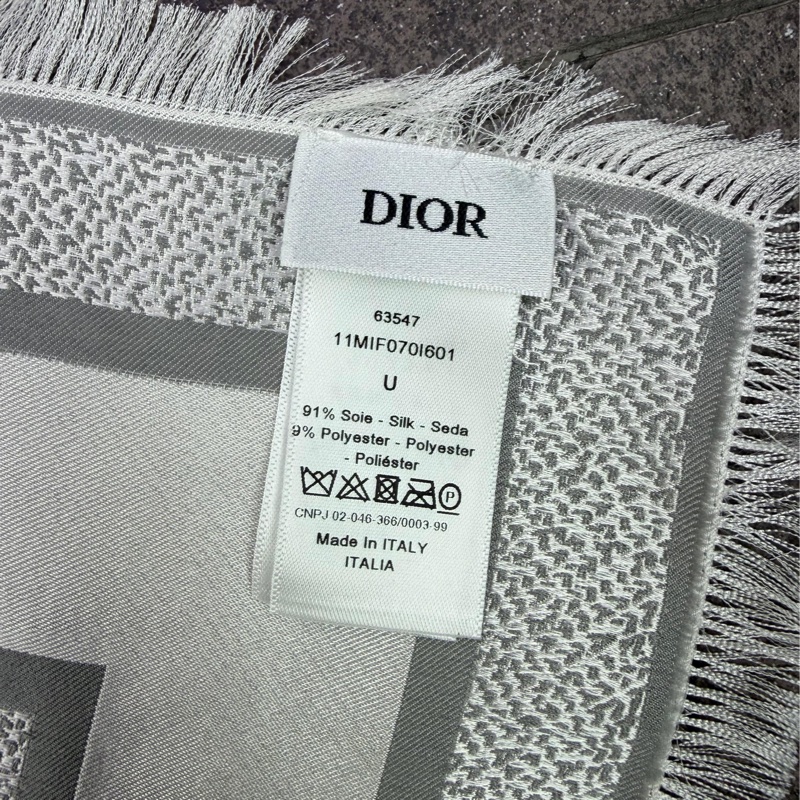 DIOR
63547
11MIF070I601
U
91% Soie - Silk - Seda
9% Polyester - Polyester
- Poliéster
P
CNPJ 02-046-366/0003-99
Made In ITALY
ITALIA